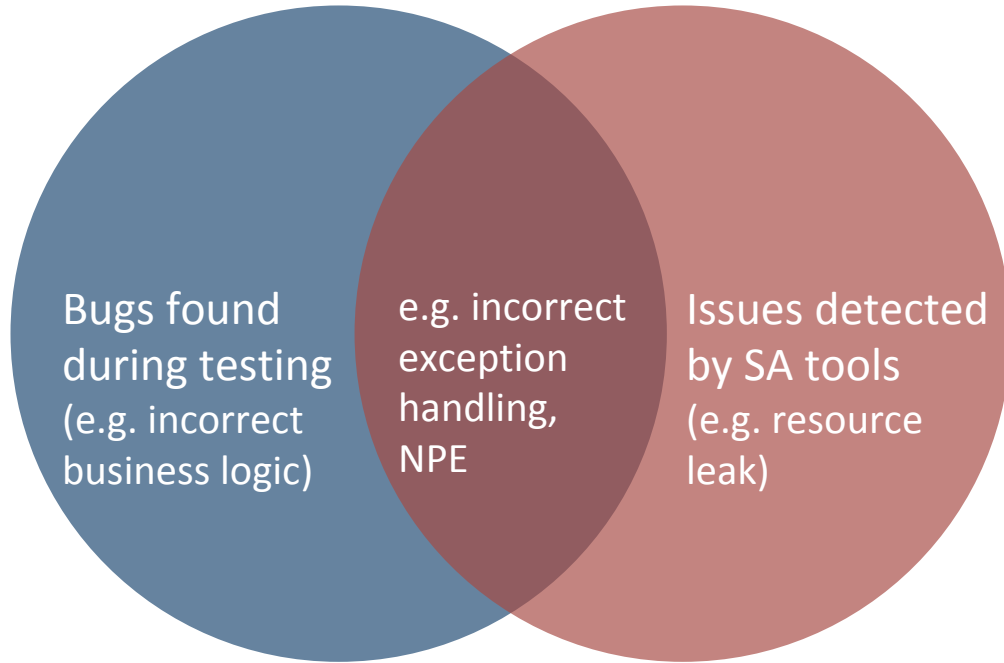 Bugs found
during testing
(e.g. incorrect
business logic)
e.g. incorrect
exception
handling,
NPE
Issues detected
by SA tools
(e.g. resource
leak)